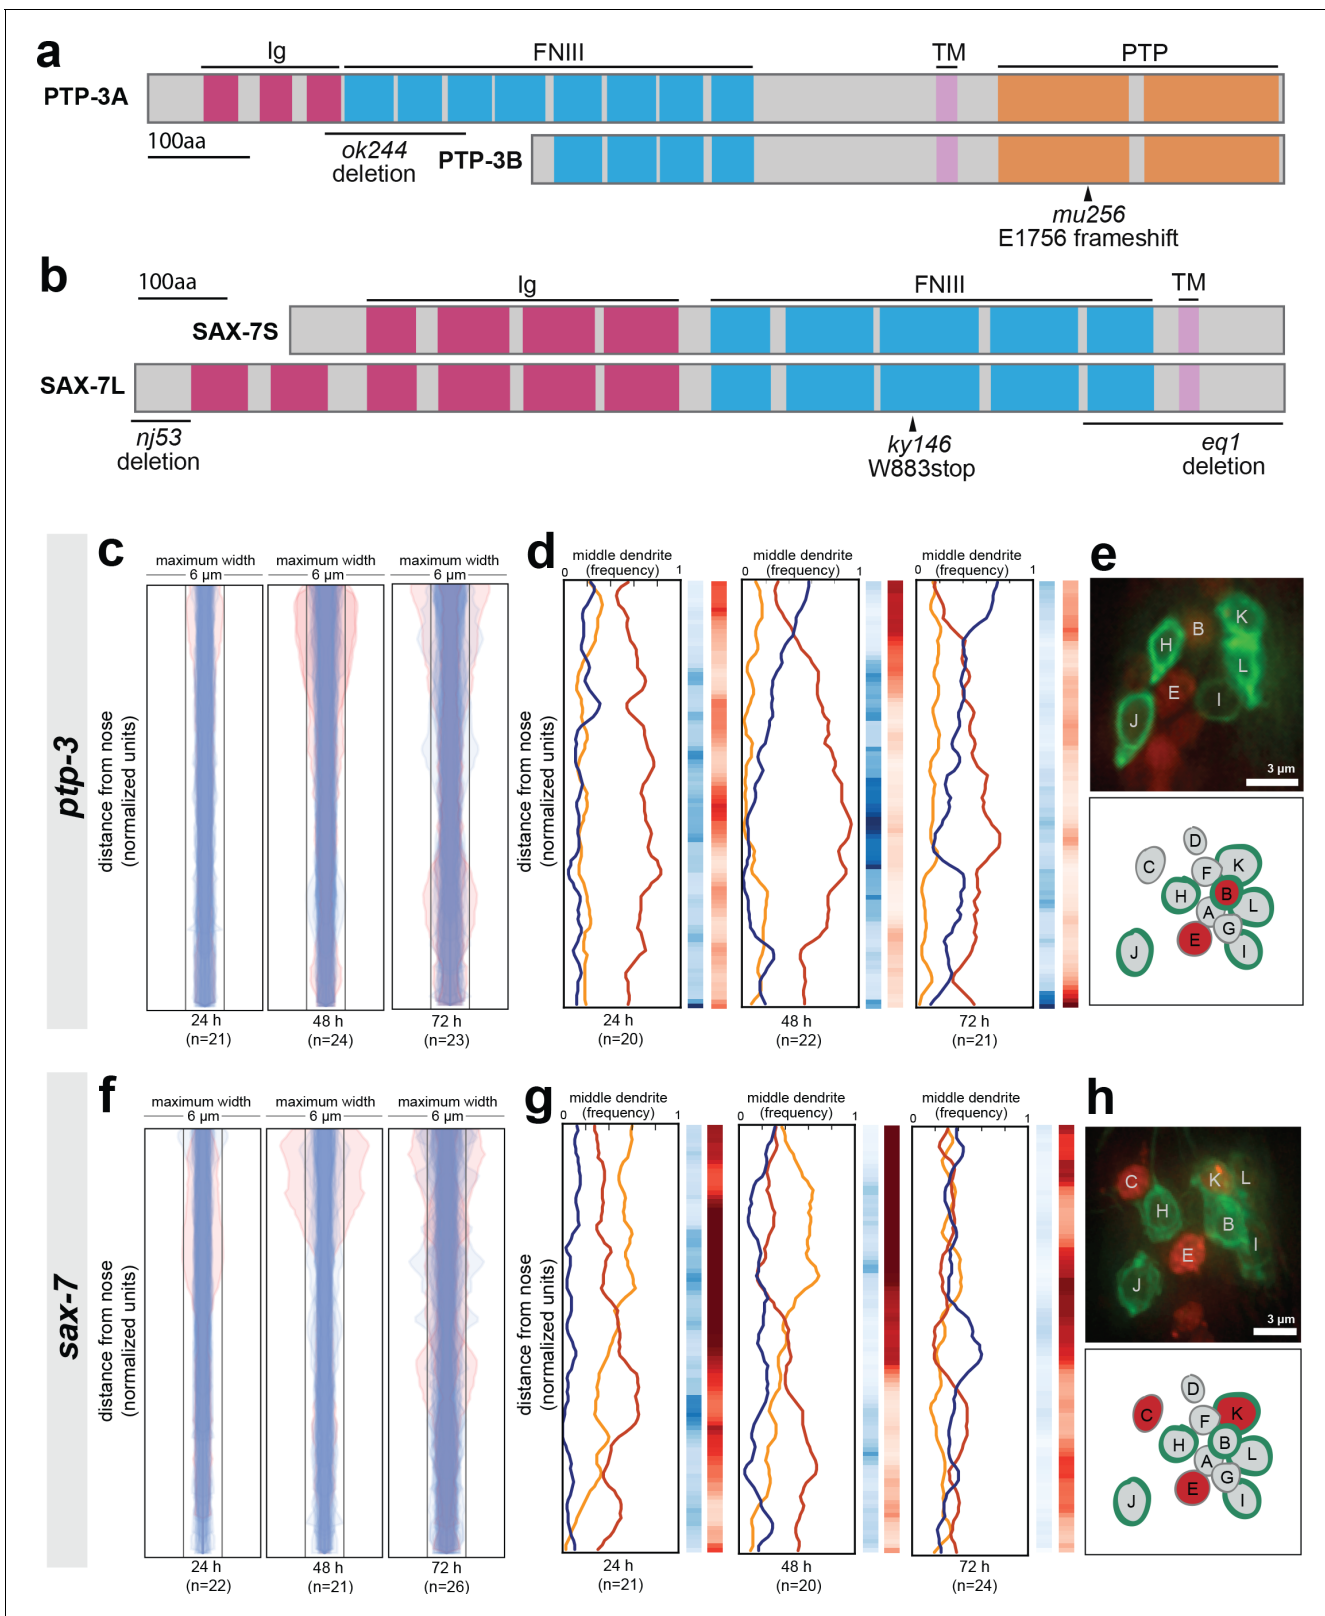 a
Ig
FNIII
TM
PTP
PTP-3A
100aa
ok244
deletion
PTP-3B
mu256
E1756 frameshift
b
100aa
Ig
FNIII
TM
SAX-7S
SAX-7L
nj53
deletion
ky146
W883stop
eq1
deletion
ptp-3
c
maximum width
6 µm
maximum width
6 µm
maximum width
6 µm
distance from nose
(normalized units)
24 h
(n=21)
48 h
(n=24)
72 h
(n=23)
d
middle dendrite
0 (frequency) 1
middle dendrite
0 (frequency) 1
middle dendrite
0 (frequency) 1
distance from nose
(normalized units)
24 h
(n=20)
48 h
(n=22)
72 h
(n=21)
e
K
B
H
L
E
I
J
3 µm
D
C
F
K
H
B
A
L
G
E
J
I
sax-7
f
maximum width
6 µm
maximum width
6 µm
maximum width
6 µm
distance from nose
(normalized units)
24 h
(n=22)
48 h
(n=21)
72 h
(n=26)
g
middle dendrite
0 (frequency) 1
middle dendrite
0 (frequency) 1
middle dendrite
0 (frequency) 1
distance from nose
(normalized units)
24 h
(n=21)
48 h
(n=20)
72 h
(n=24)
h
C
K
L
H
B
E
I
J
3 µm
D
C
F
K
H
B
A
L
G
E
J
I